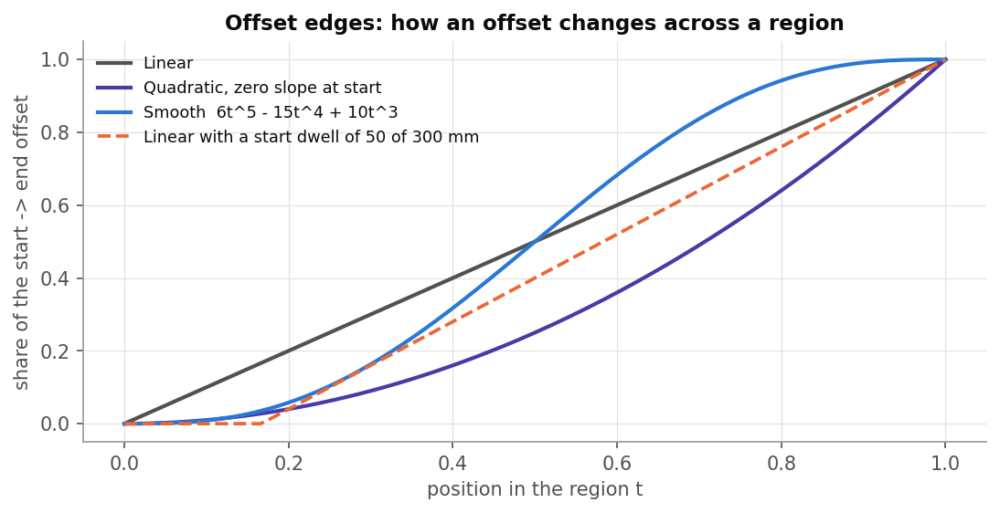 Offset edges: how an offset changes across a region
Linear
Quadratic, zero slope at start
Smooth  6t^5 - 15t^4 + 10t^3
Linear with a start dwell of 50 of 300 mm
share of the start -> end offset
1.0
0.8
0.6
0.4
0.2
0.0
0.0 0.2 0.4 0.6 0.8 1.0
position in the region t